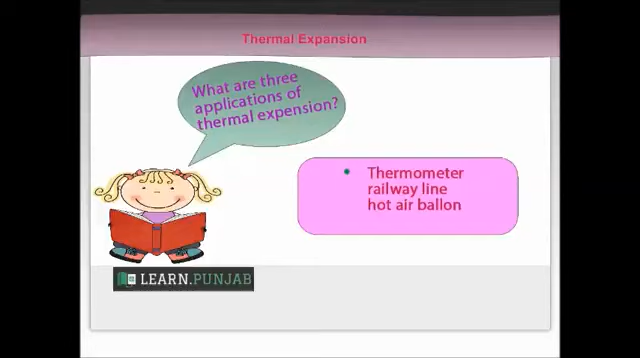 Thermal Expansion
What are three
applications of
thermal expension?
Thermometer
railway line
hot air ballon
LEARN.PUNJAB